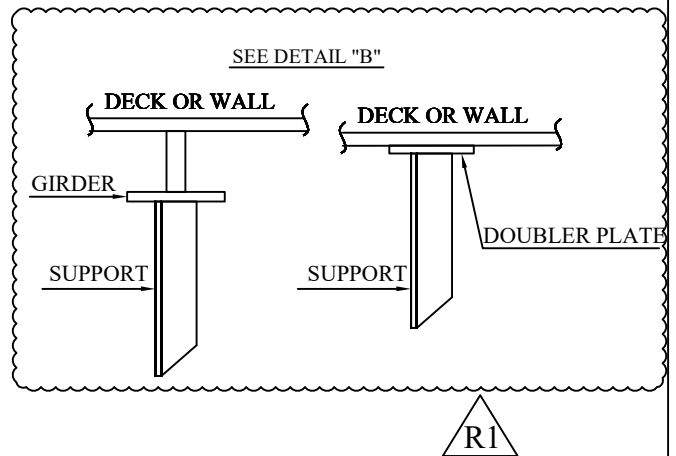 SEE DETAIL "B"
DECK OR WALL
DECK OR WALL
GIRDER
DOUBLER PLATE
SUPPORT
SUPPORT
R1